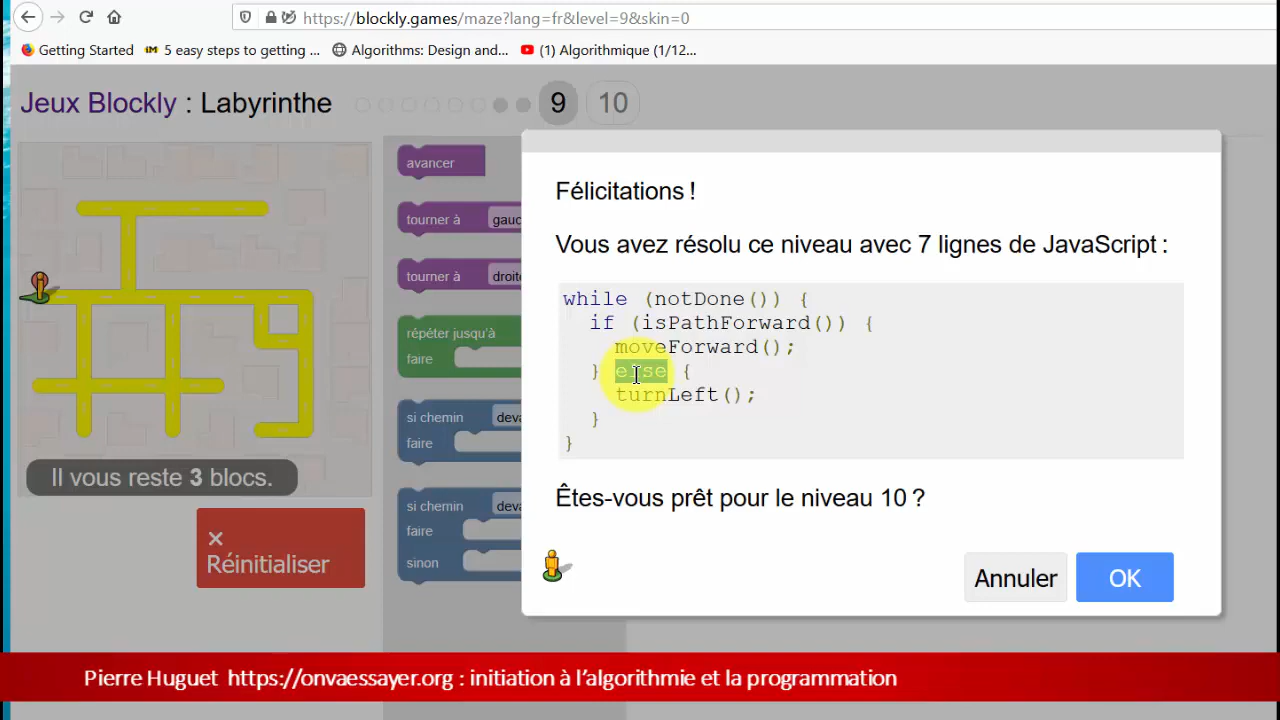 https://blockly.games/maze?lang=fr&level=9&skin=0
Getting Started
5 easy steps to getting ...
Algorithms: Design and...
(1) Algorithmique (1/12...
Jeux Blockly : Labyrinthe
9
10
avancer
tourner à
gauc
tourner à
droite
répéter jusqu'à
faire
si chemin
deva
faire
si chemin
deva
faire
sinon
Il vous reste 3 blocs.
×
Réinitialiser
Félicitations !
Vous avez résolu ce niveau avec 7 lignes de JavaScript :
while (notDone()) {
if (isPathForward()) {
moveForward();
} else {
turnLeft();
}
}
Êtes-vous prêt pour le niveau 10 ?
Annuler
OK
Pierre Huguet https://onvaessayer.org : initiation à l'algorithmie et la programmation